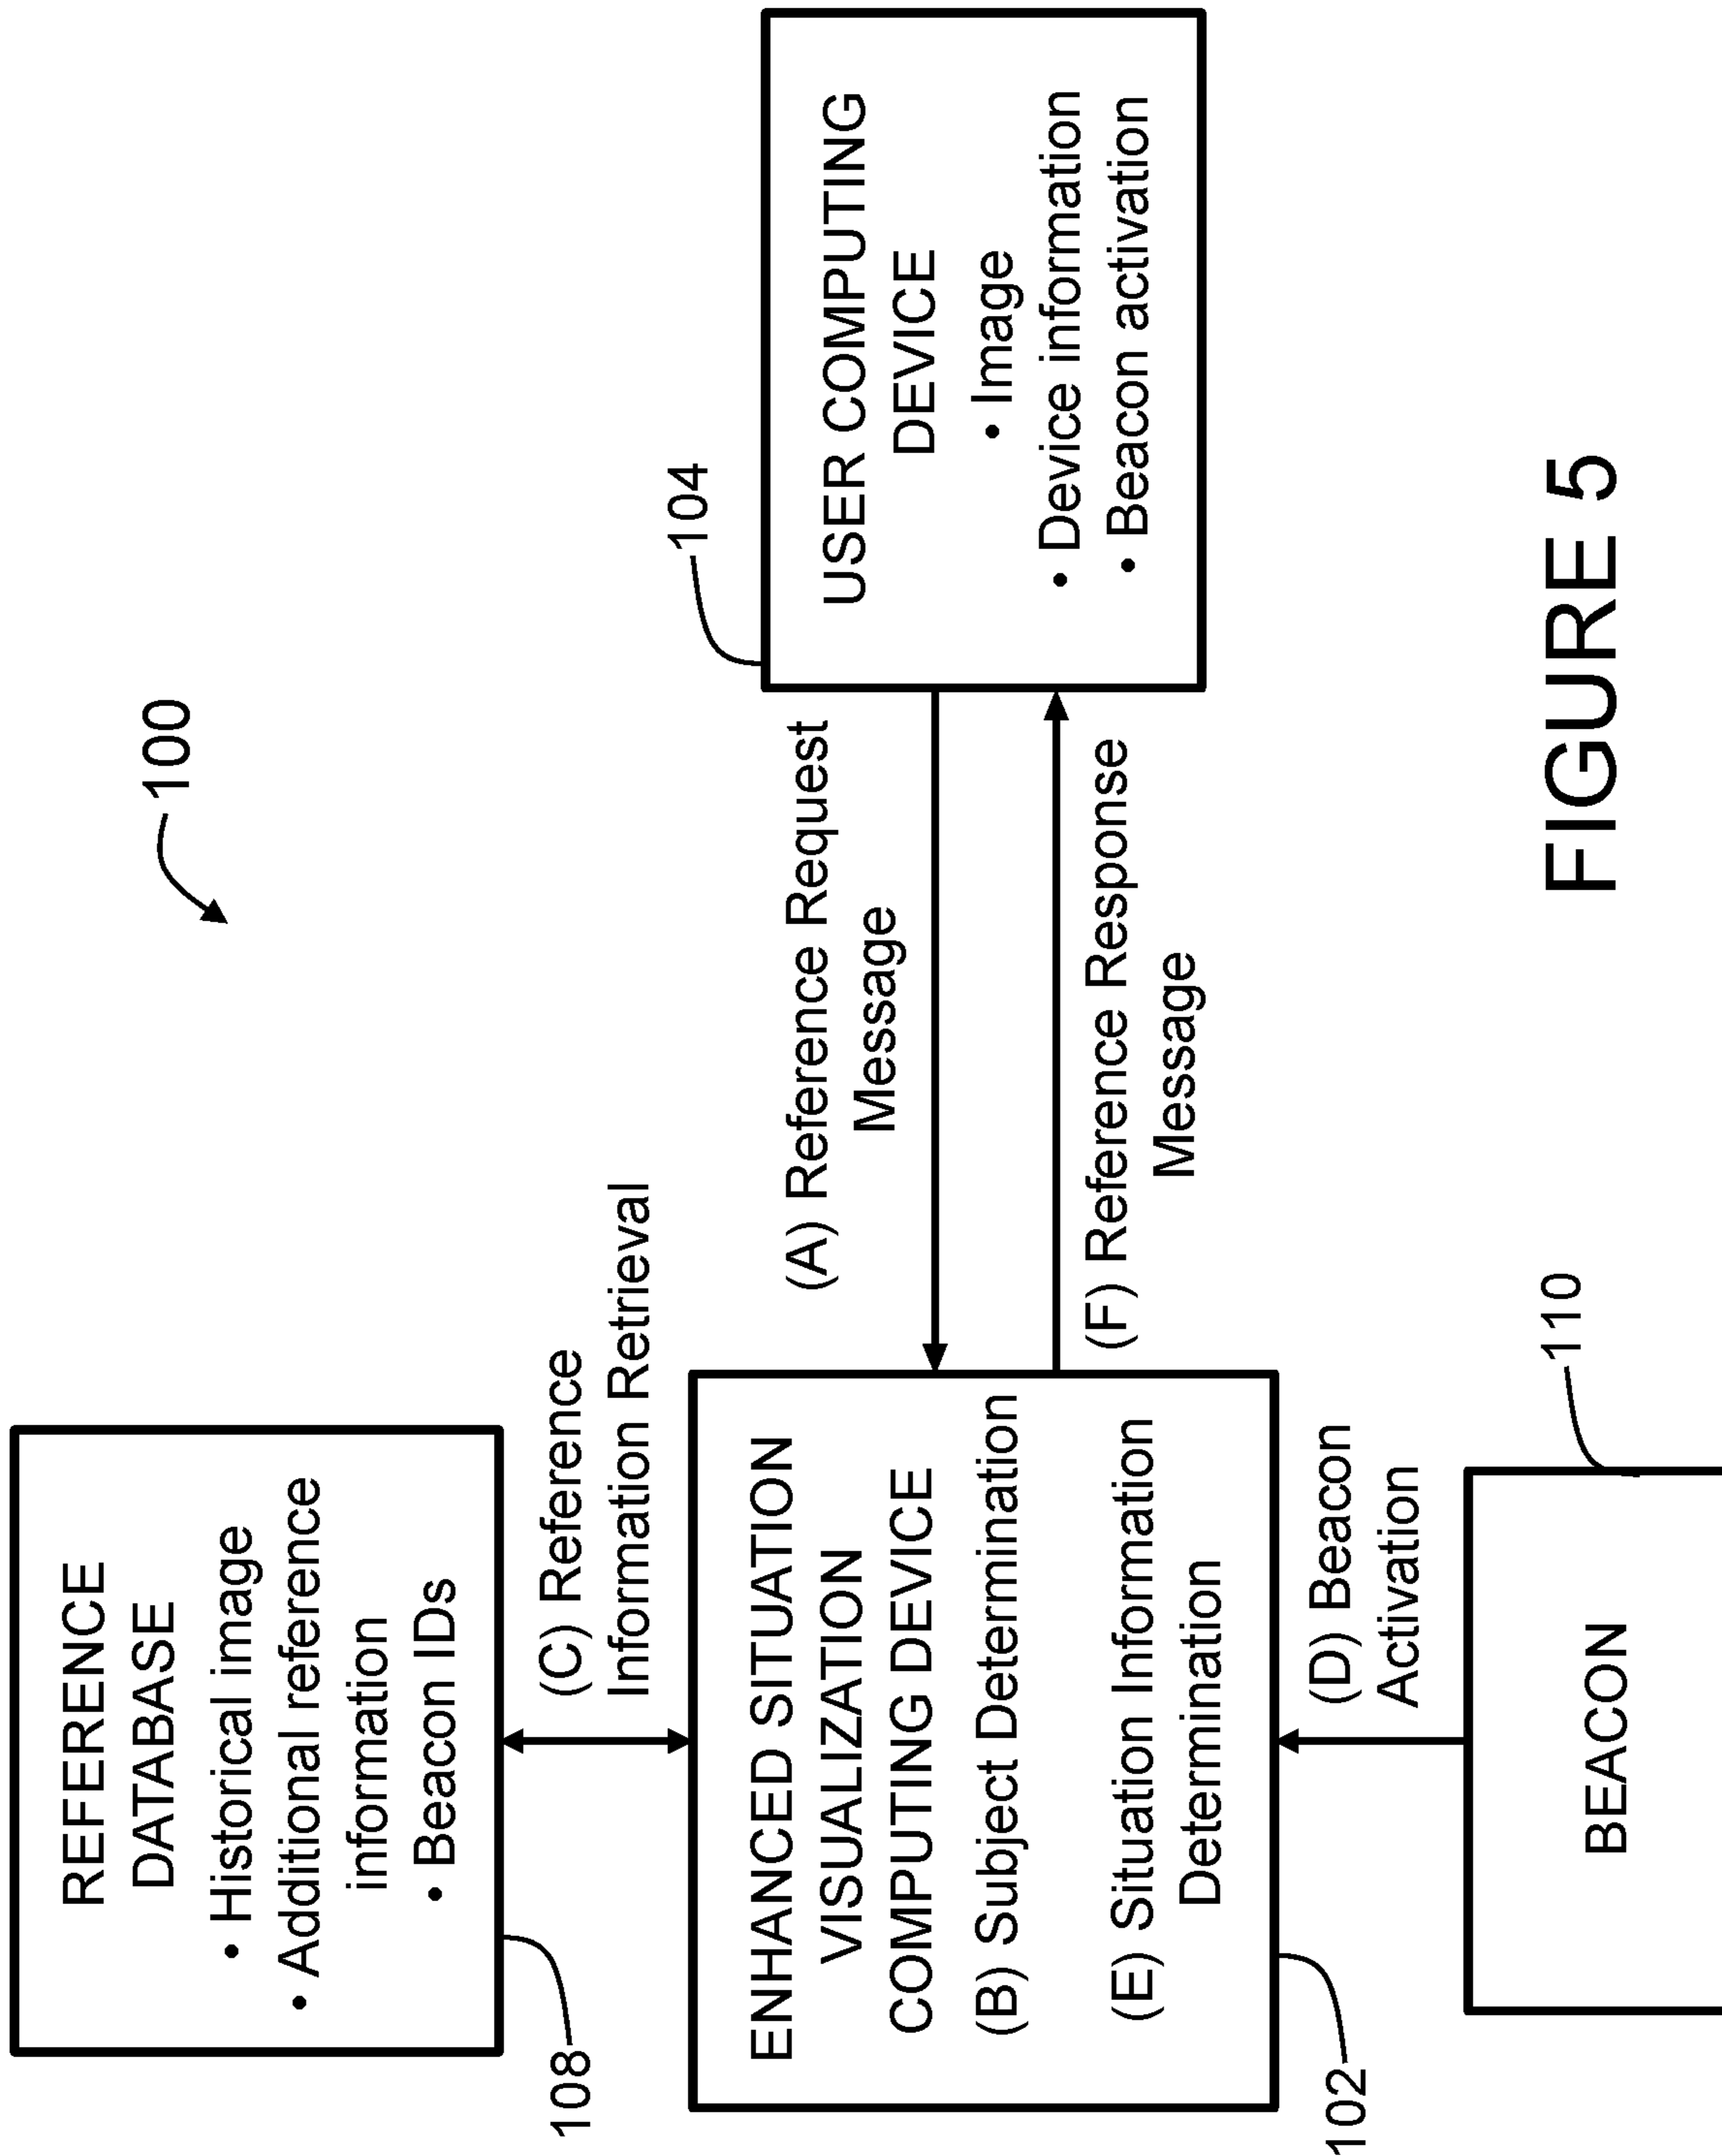 100
REFERENCE
DATABASE
• Historical image
• Additional reference
information
• Beacon IDs
108
(C) Reference
Information Retrieval
ENHANCED SITUATION
VISUALIZATION
COMPUTING DEVICE
(B) Subject Determination
(E) Situation Information
Determination
102
(A) Reference Request
Message
(F) Reference Response
Message
104
USER COMPUTING
DEVICE
• Image
• Device information
• Beacon activation
(D) Beacon
Activation
BEACON
110
FIGURE 5